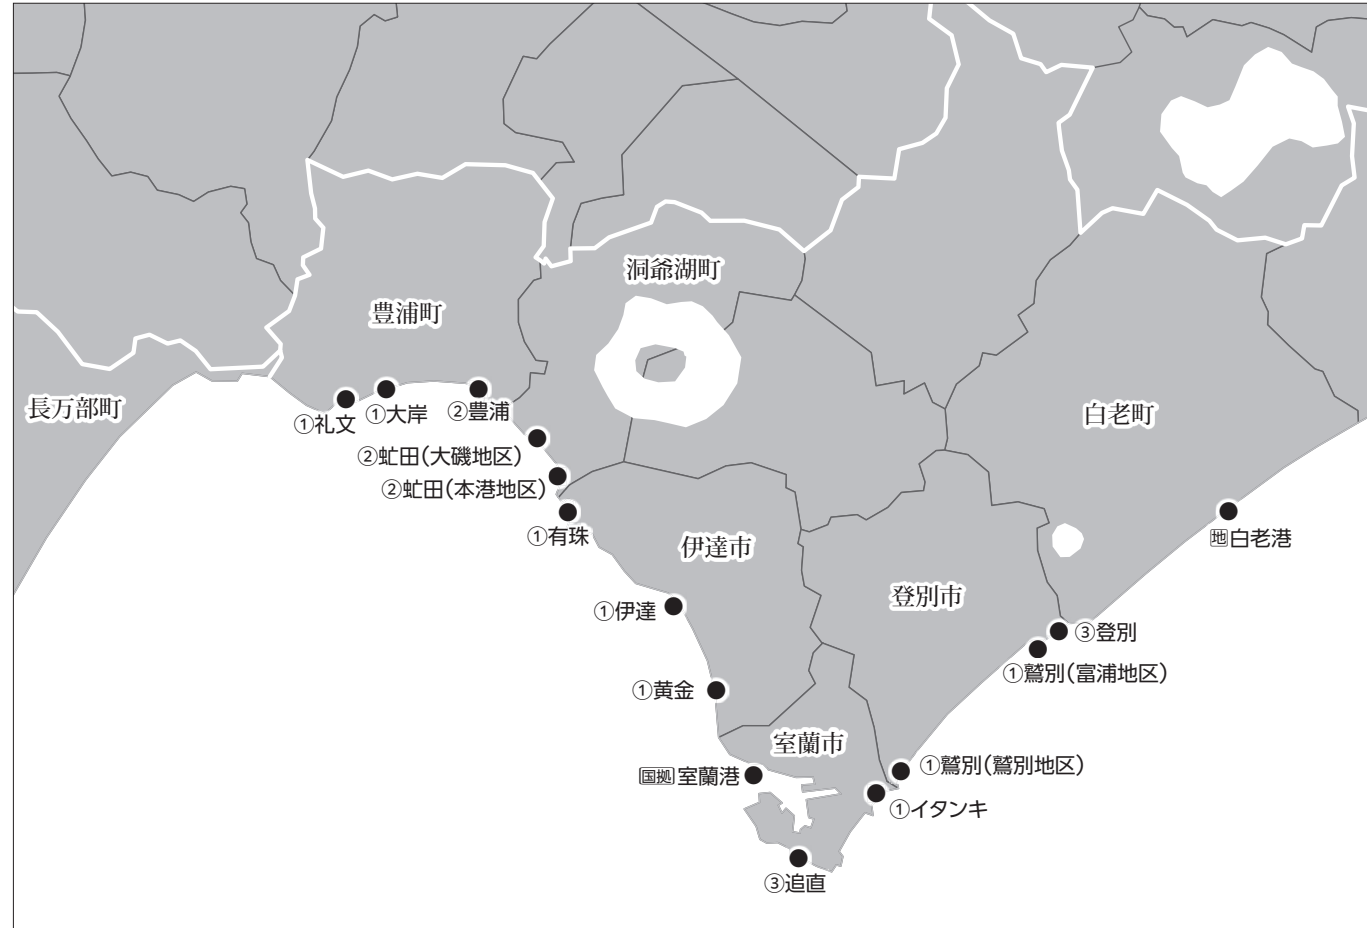 洞爺湖町
豊浦町
長万部町
①礼文
①大岸
②豊浦
白老町
②虻田(大磯地区)
②虻田(本港地区)
①有珠
伊達市
地白老港
登別市
①伊達
③登別
①鷲別(富浦地区)
①黄金
室蘭市
国拠室蘭港
①鷲別(鷲別地区)
①イタンキ
③追直